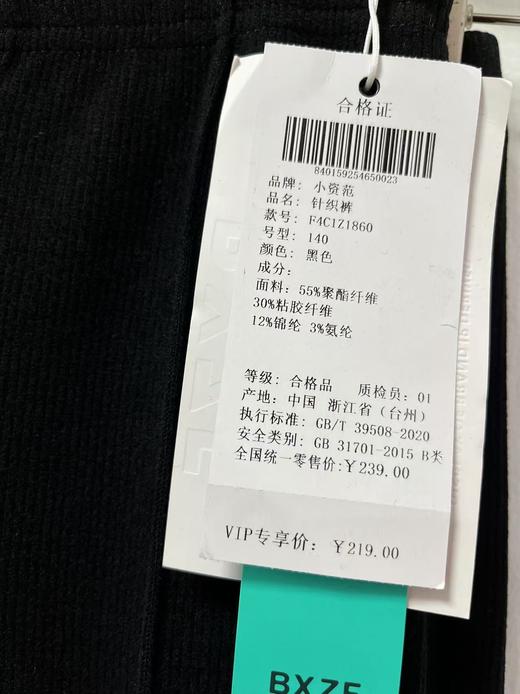 合格证
840159254650023
品牌: 小资范
品名: 针织裤
款号: F4C1Z1860
号型: 140
颜色: 黑色
成分:
面料: 55%聚酯纤维
30%粘胶纤维
12%锦纶 3%氨纶
等级: 合格品 质检员: 01
产地: 中国 浙江省（台州）
执行标准: GB/T 39508-2020
安全类别: GB 31701-2015 B类
全国统一零售价:￥239.00
VIP专享价: ￥219.00